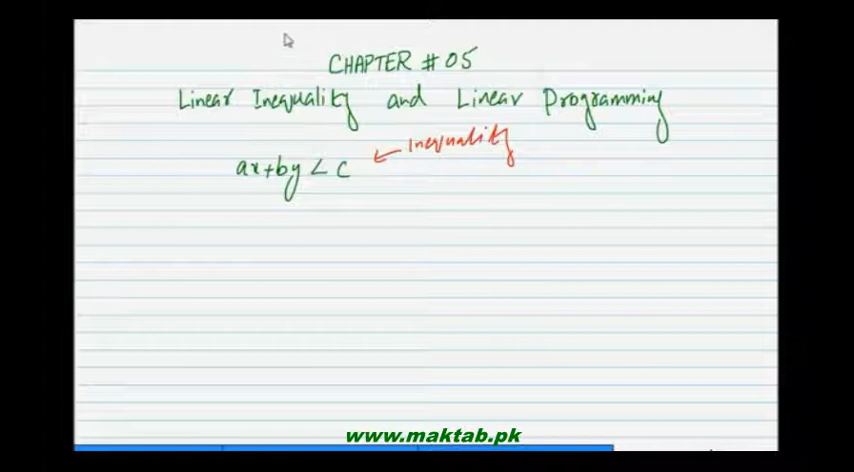 CHAPTER # 05
Linear Inequality and Linear Programming
ax+by < c ← Inequality
www.maktab.pk